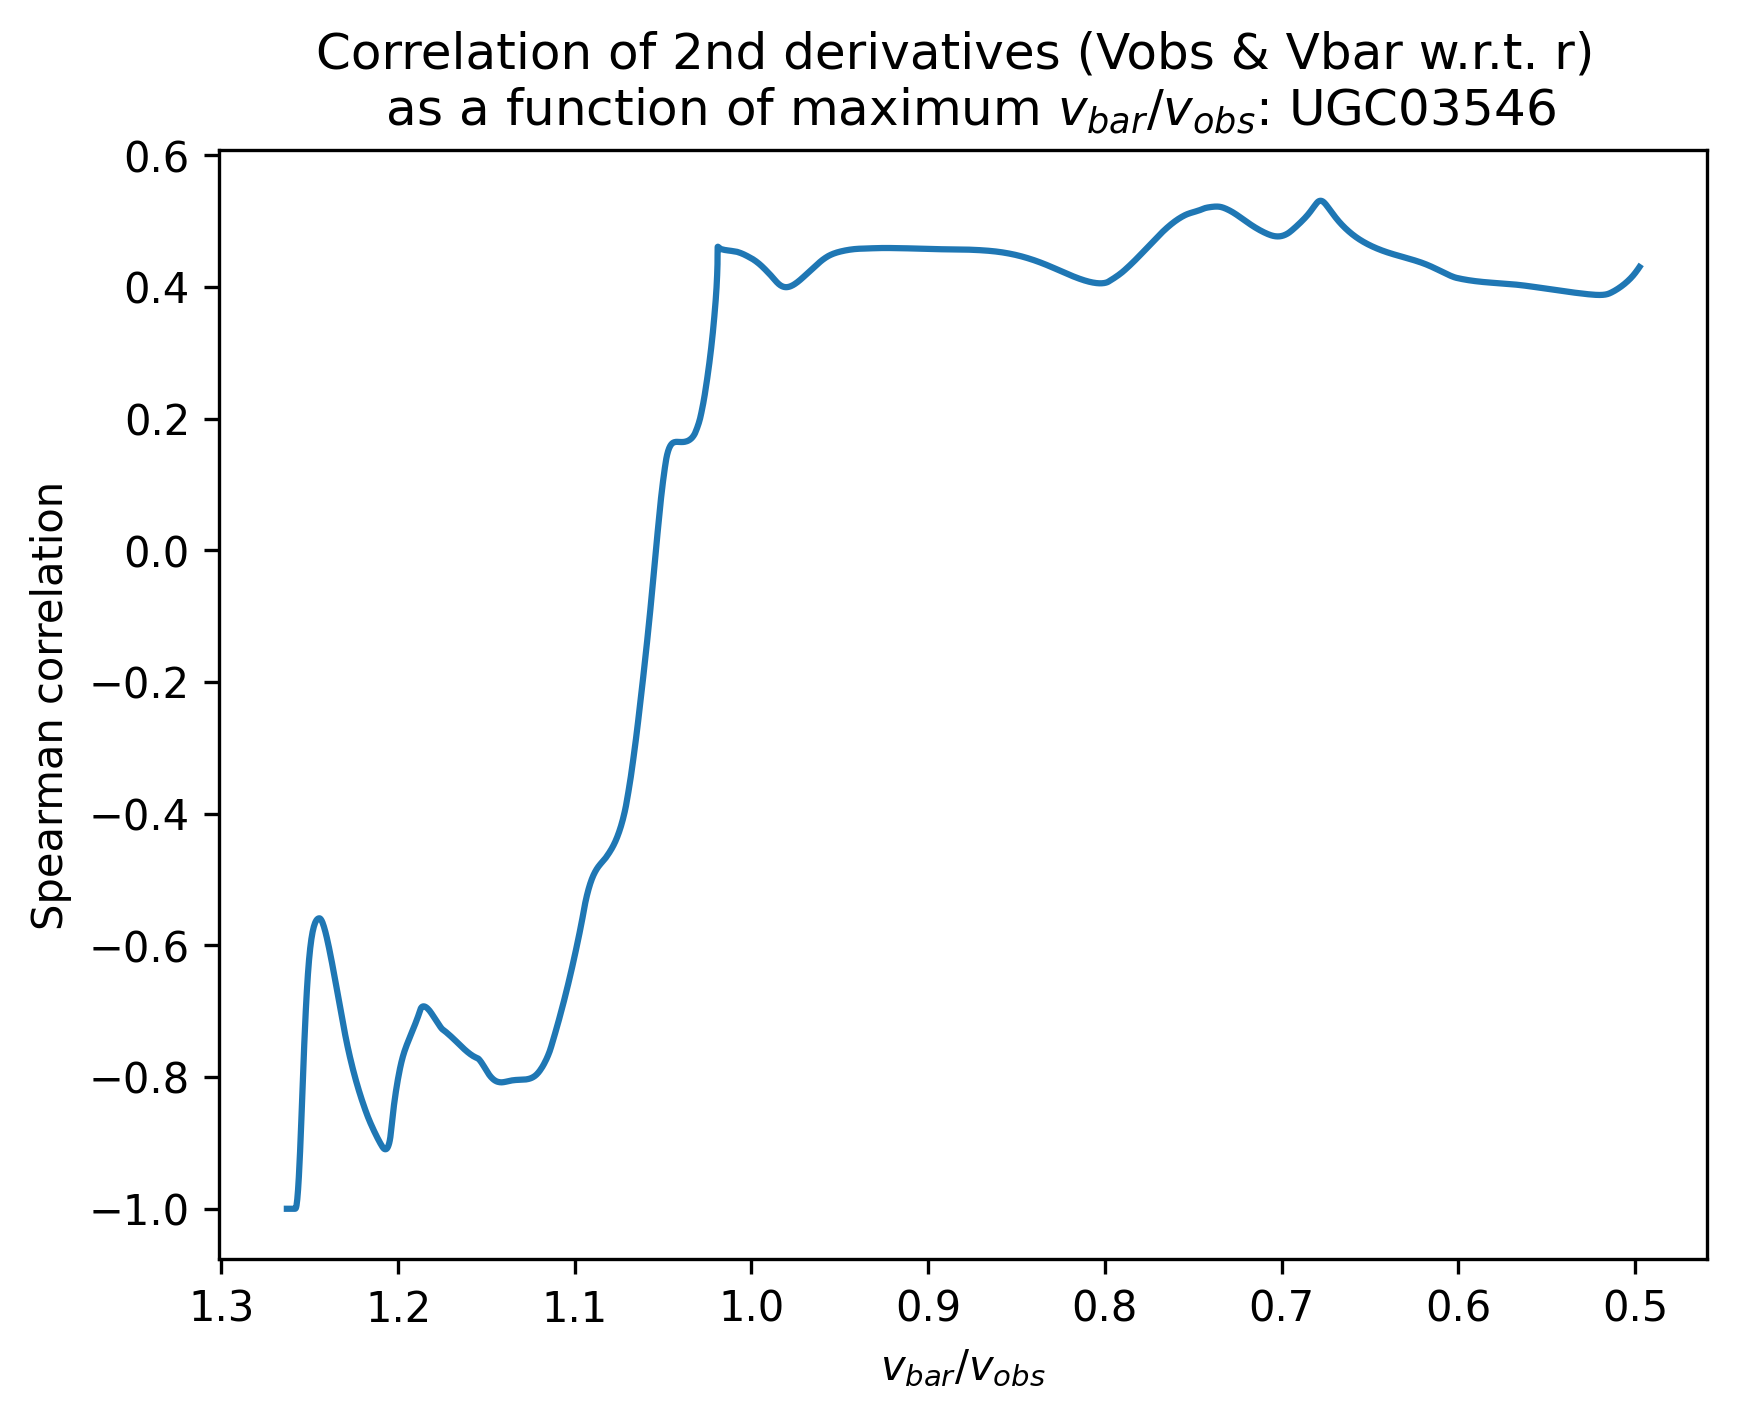 Correlation of 2nd derivatives (Vobs & Vbar w.r.t. r)
as a function of maximum v_bar/v_obs: UGC03546
0.6
0.4
0.2
0.0
−0.2
−0.4
−0.6
−0.8
−1.0
Spearman correlation
1.3 1.2 1.1 1.0 0.9 0.8 0.7 0.6 0.5
v_bar/v_obs